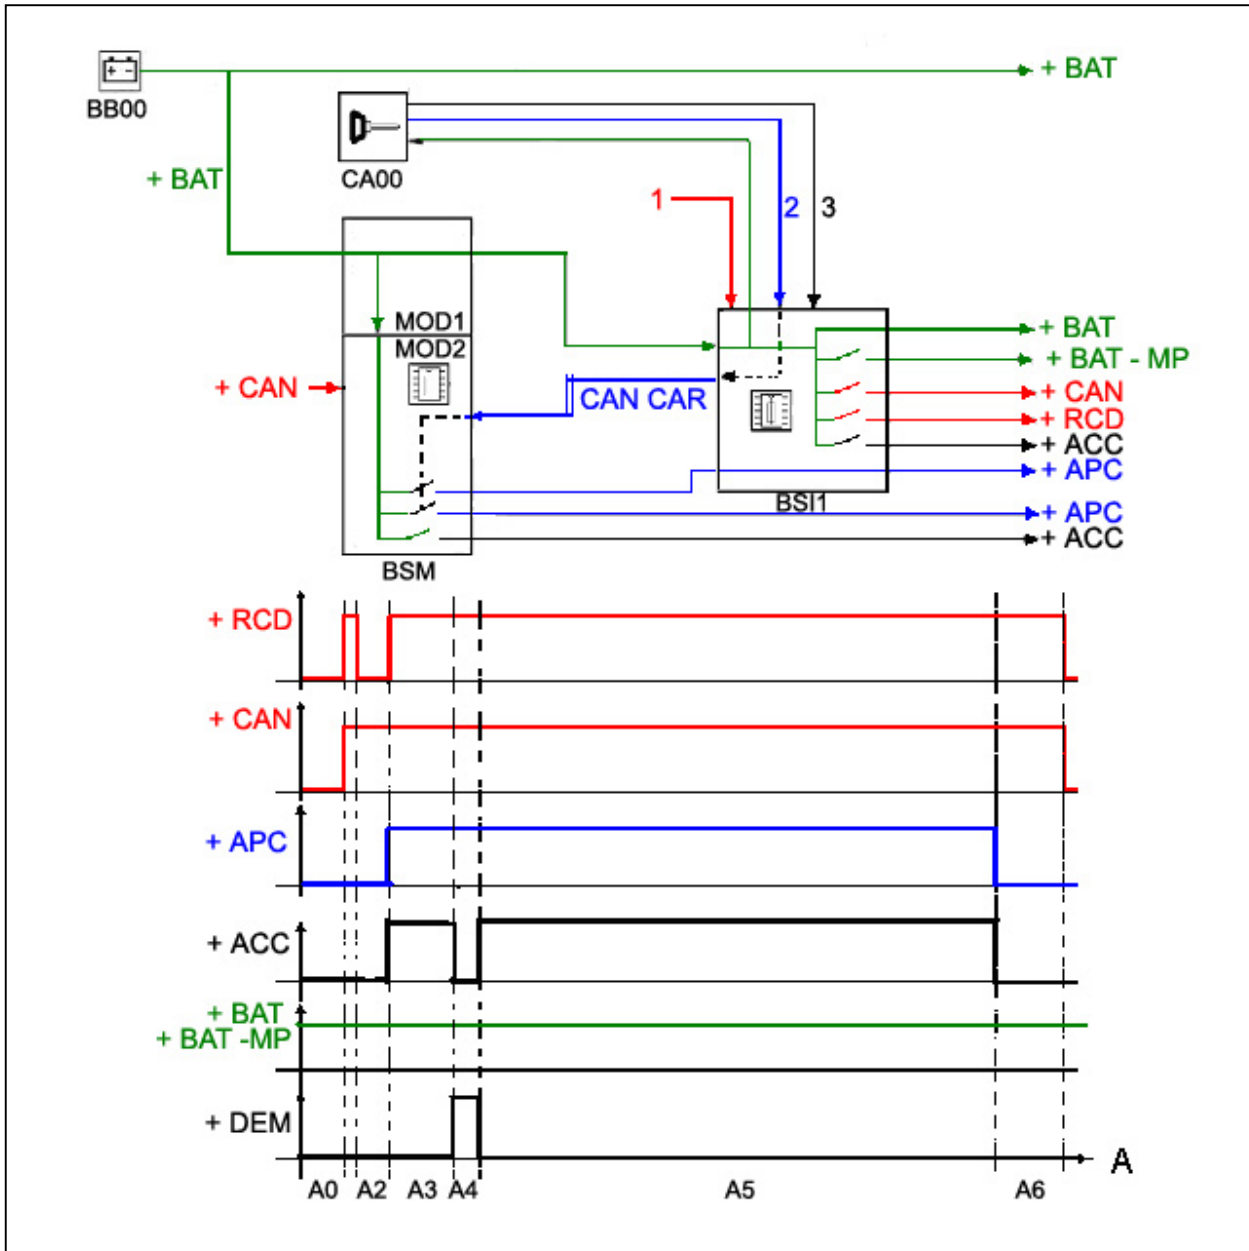 + BAT
BB00
CA00
+ BAT
1
2
3
MOD1
MOD2
+ CAN
CAN CAR
+ BAT
+ BAT - MP
+ CAN
+ RCD
+ ACC
+ APC
BSI1
+ APC
+ ACC
BSM
+ RCD
+ CAN
+ APC
+ ACC
+ BAT
+ BAT -MP
+ DEM
A
A0 A2 A3 A4 A5 A6